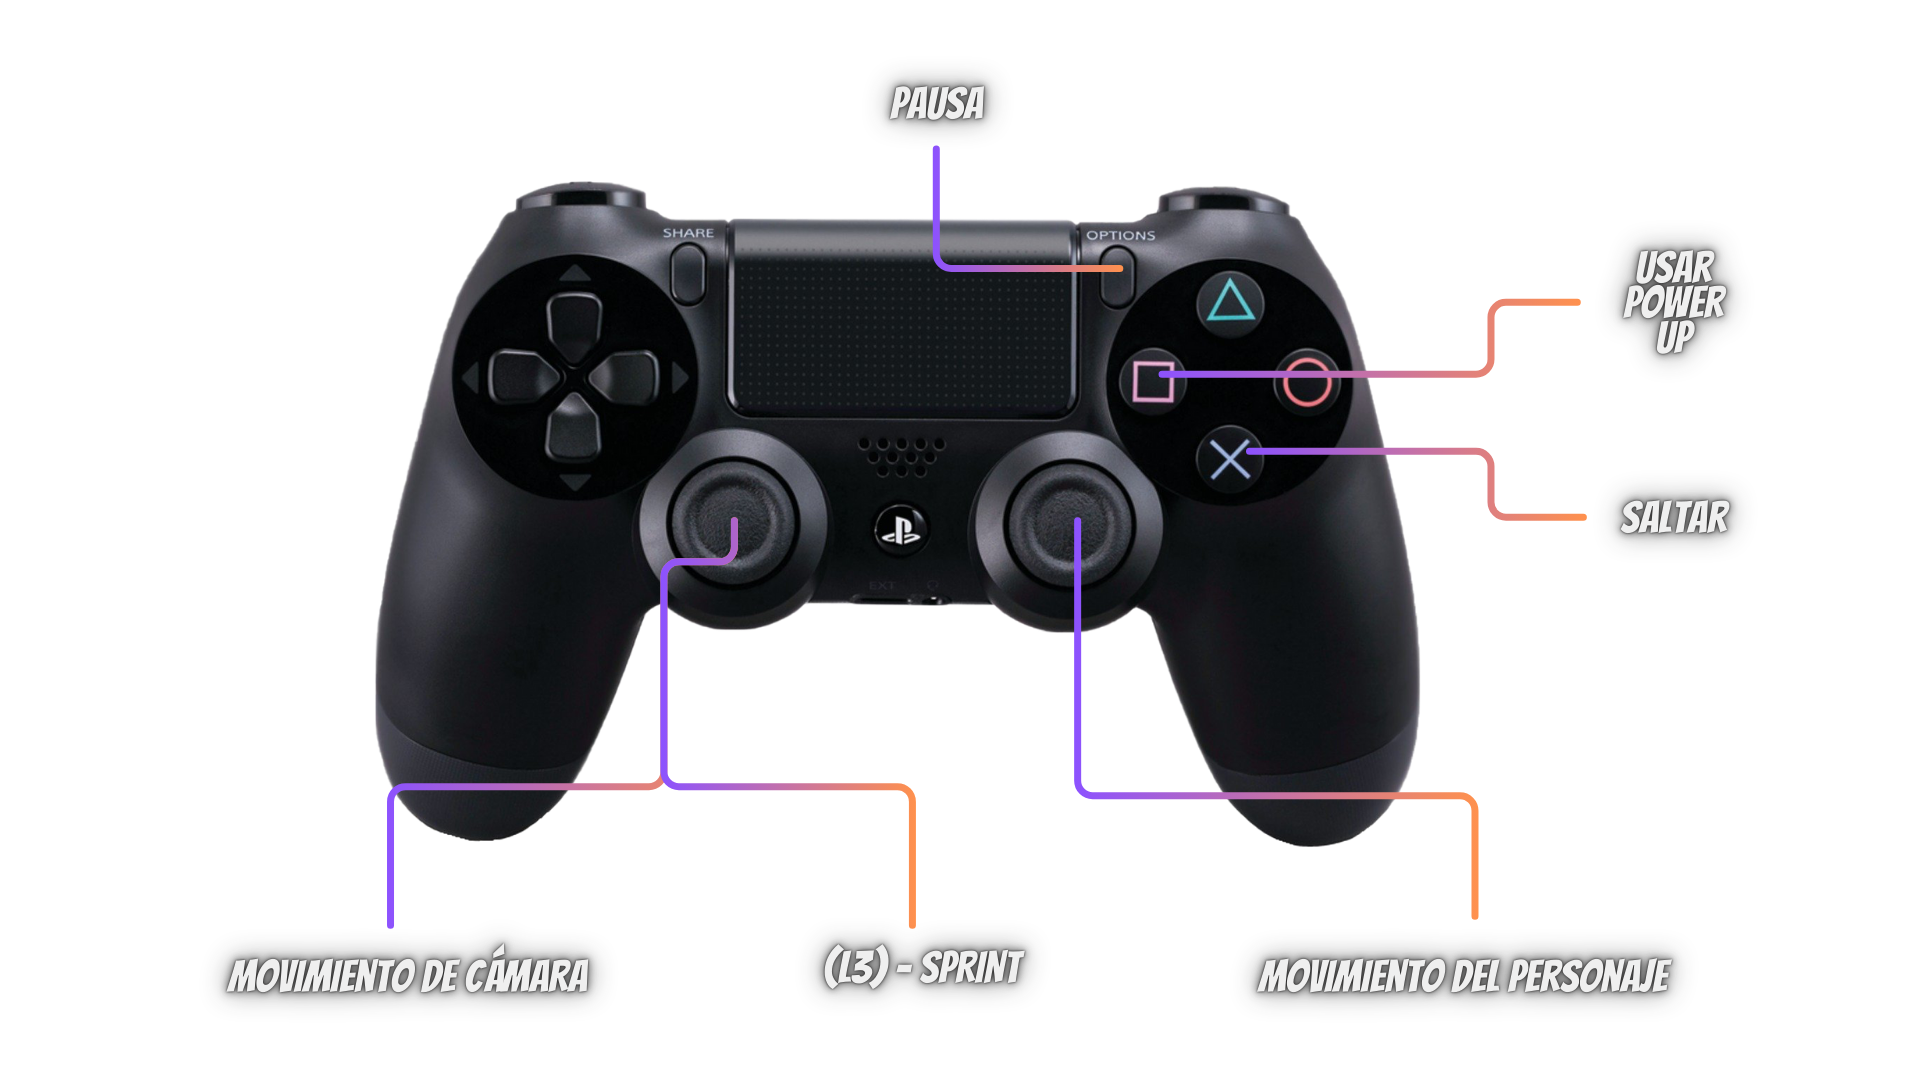 PAUSA
SHARE
OPTIONS
USAR
POWER
UP
SALTAR
EXT
MOVIMIENTO DE CÁMARA
(L3) - SPRINT
MOVIMIENTO DEL PERSONAJE